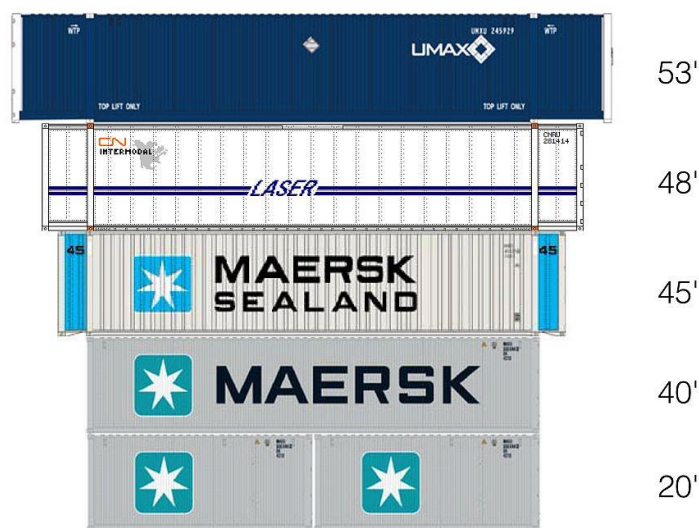 WTP
UMXU 245929
WTP
UMAX
TOP LIFT ONLY
TOP LIFT ONLY
53'
CN
INTERMODAL
CNRU
281414
LASER
48'
45
45
MAERSK
SEALAND
45'
MAERSK
40'
20'